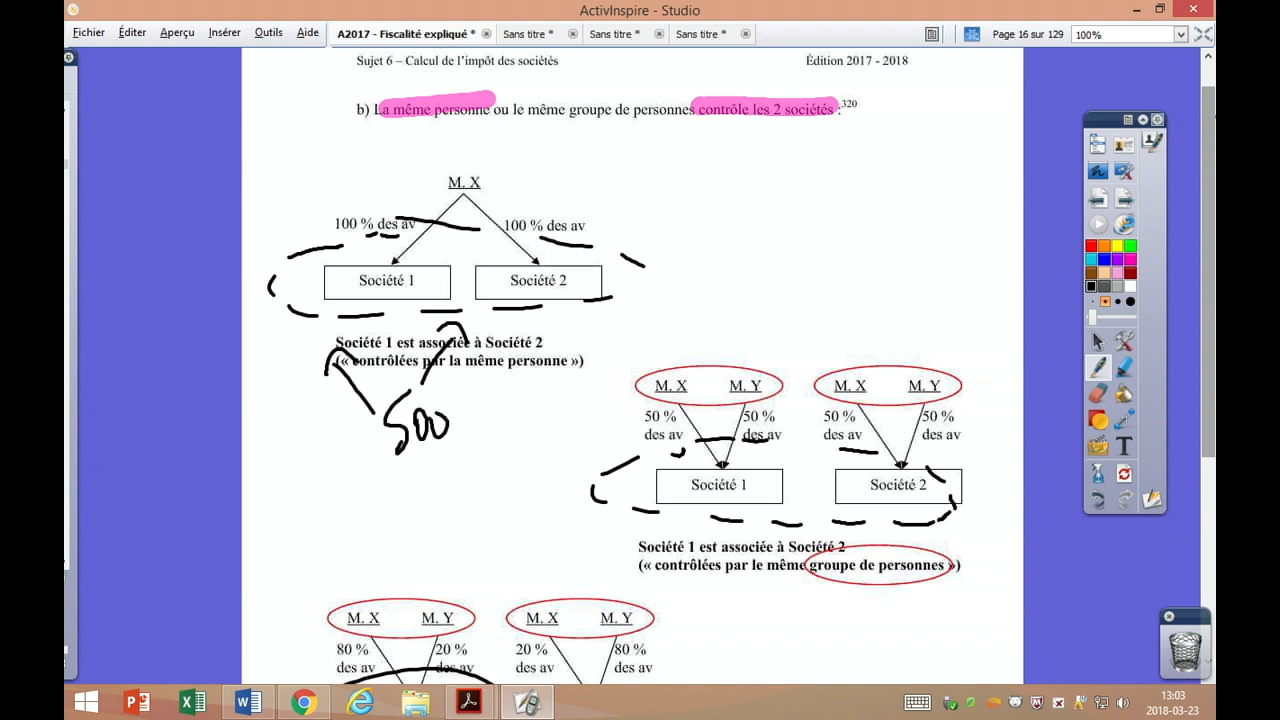 ActivInspire - Studio
Fichier Éditer Aperçu Insérer Outils Aide
A2017 - Fiscalité expliqué * Sans titre * Sans titre * Sans titre *
Page 16 sur 129 100%
Sujet 6 – Calcul de l'impôt des sociétés Édition 2017 - 2018
b) La même personne ou le même groupe de personnes contrôle les 2 sociétés :320
M. X
100 % des av 100 % des av
Société 1 Société 2
Société 1 est associée à Société 2
(« contrôlées par la même personne »)
500
M. X M. Y M. X M. Y
50 % 50 % 50 % 50 %
des av des av des av des av
Société 1 Société 2
Société 1 est associée à Société 2
(« contrôlées par le même groupe de personnes »)
M. X M. Y M. X M. Y
80 % 20 % 20 % 80 %
des av des av des av des av
13:03
2018-03-23